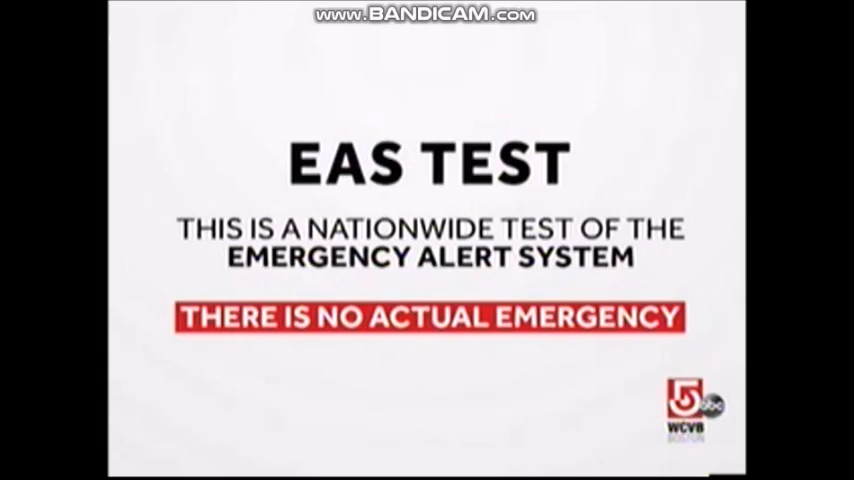 www.BANDICAM.com
EAS TEST
THIS IS A NATIONWIDE TEST OF THE
EMERGENCY ALERT SYSTEM
THERE IS NO ACTUAL EMERGENCY
5
abc
WCVB
BOSTON